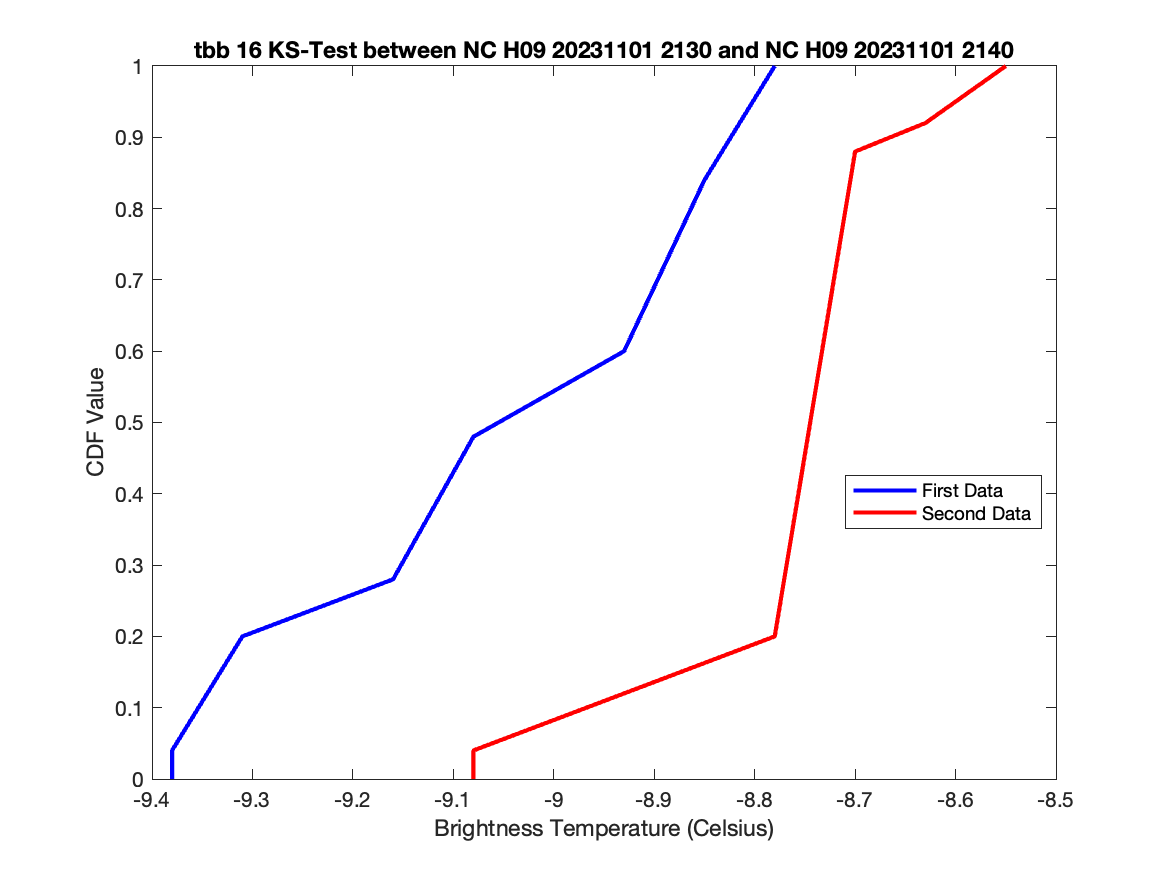 tbb 16 KS-Test between NC H09 20231101 2130 and NC H09 20231101 2140
1
0.9
0.8
0.7
0.6
0.5
0.4
0.3
0.2
0.1
0
CDF Value
First Data
Second Data
-9.4 -9.3 -9.2 -9.1 -9 -8.9 -8.8 -8.7 -8.6 -8.5
Brightness Temperature (Celsius)